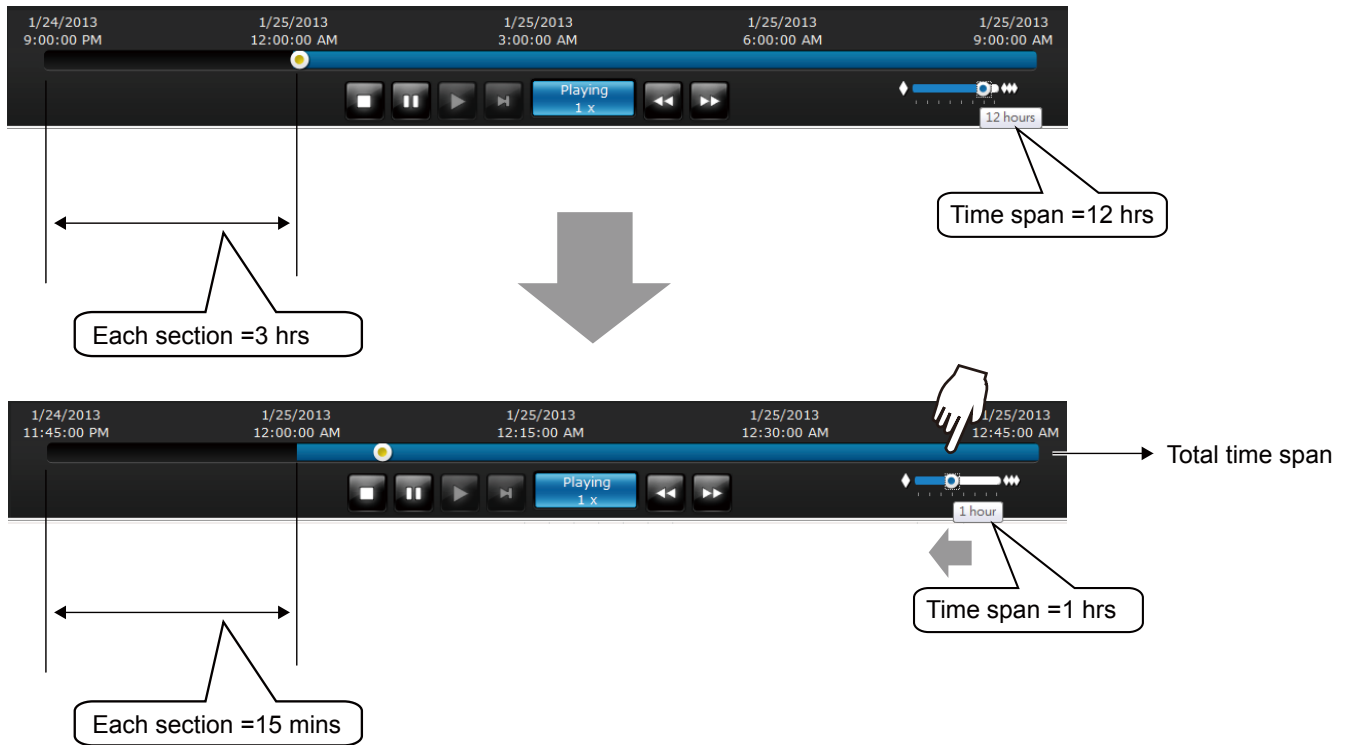 1/24/2013 1/25/2013 1/25/2013 1/25/2013 1/25/2013
9:00:00 PM 12:00:00 AM 3:00:00 AM 6:00:00 AM 9:00:00 AM
Playing
1 x
12 hours
Time span =12 hrs
Each section =3 hrs
1/24/2013 1/25/2013 1/25/2013 1/25/2013 1/25/2013
11:45:00 PM 12:00:00 AM 12:15:00 AM 12:30:00 AM 12:45:00 AM
Total time span
Playing
1 x
1 hour
Time span =1 hrs
Each section =15 mins